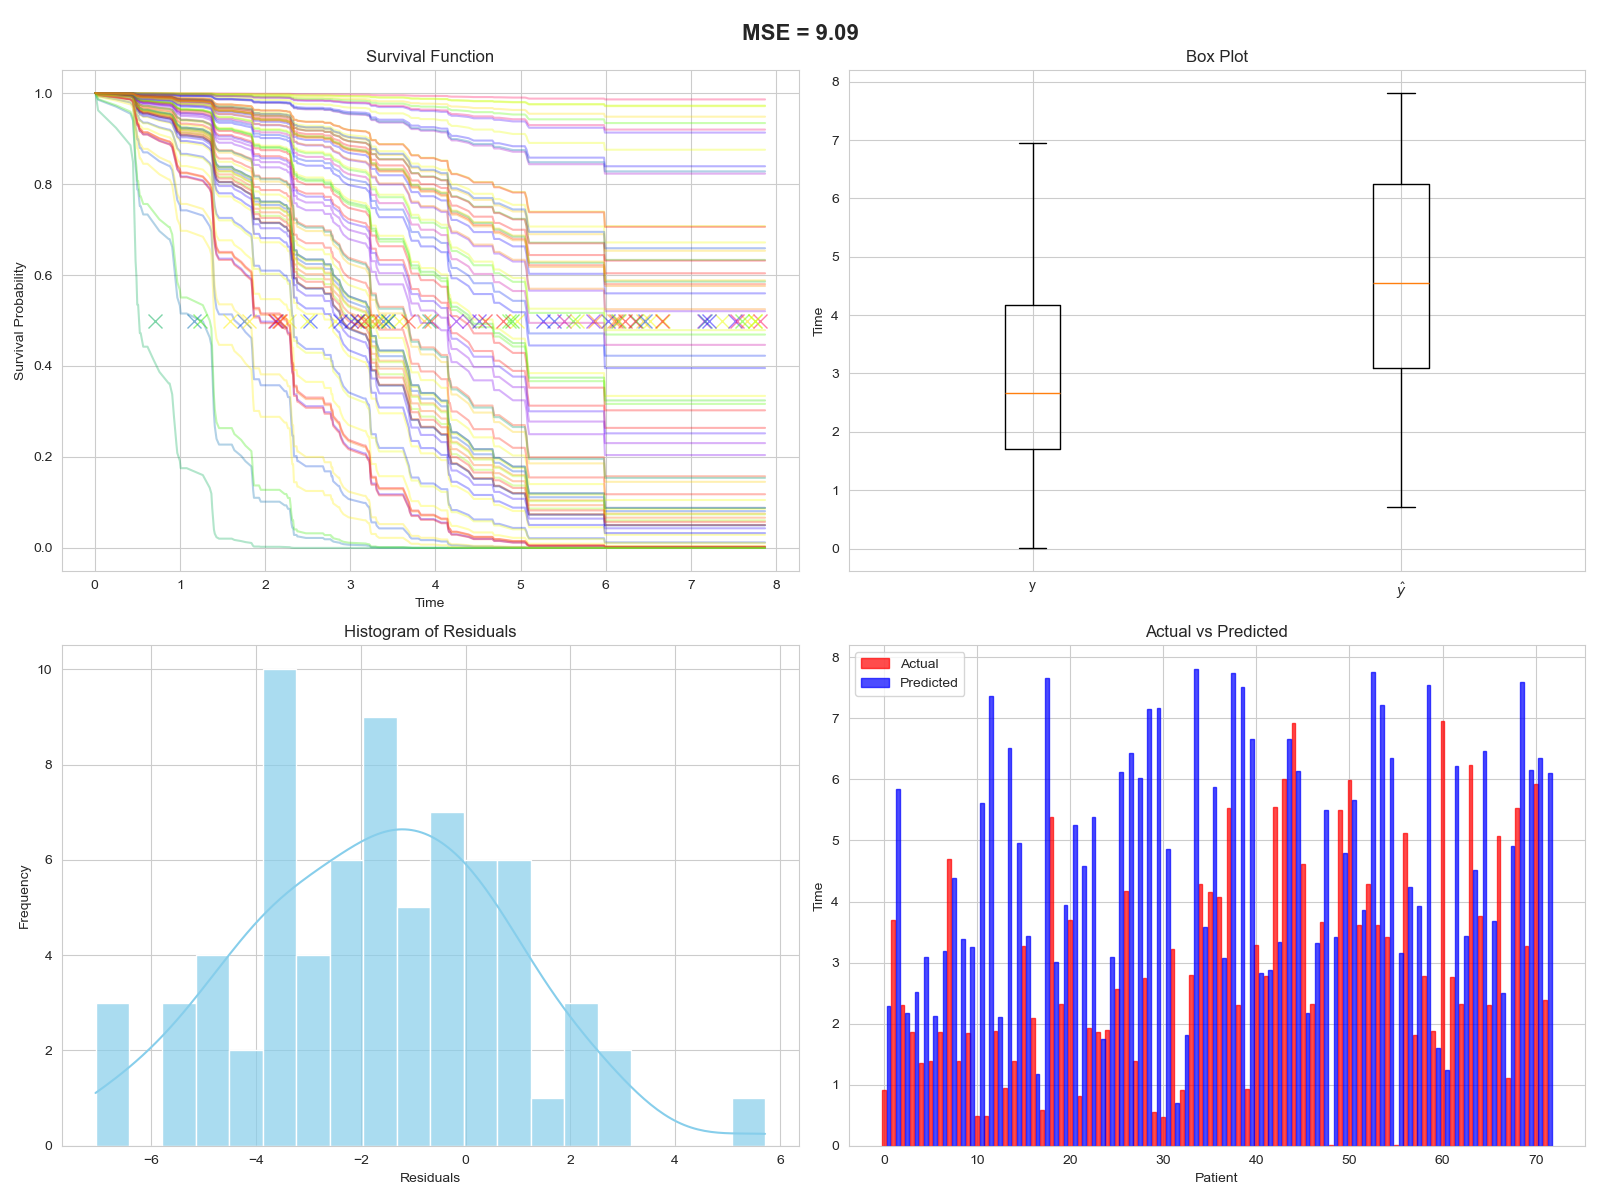 MSE = 9.09
Survival Function
Survival Probability
1.0
0.8
0.6
0.4
0.2
0.0
0 1 2 3 4 5 6 7 8
Time
Box Plot
Time
8
7
6
5
4
3
2
1
0
y ŷ
Histogram of Residuals
Frequency
10
8
6
4
2
0
−6 −4 −2 0 2 4 6
Residuals
Actual vs Predicted
Actual
Predicted
Time
8
7
6
5
4
3
2
1
0
0 10 20 30 40 50 60 70
Patient